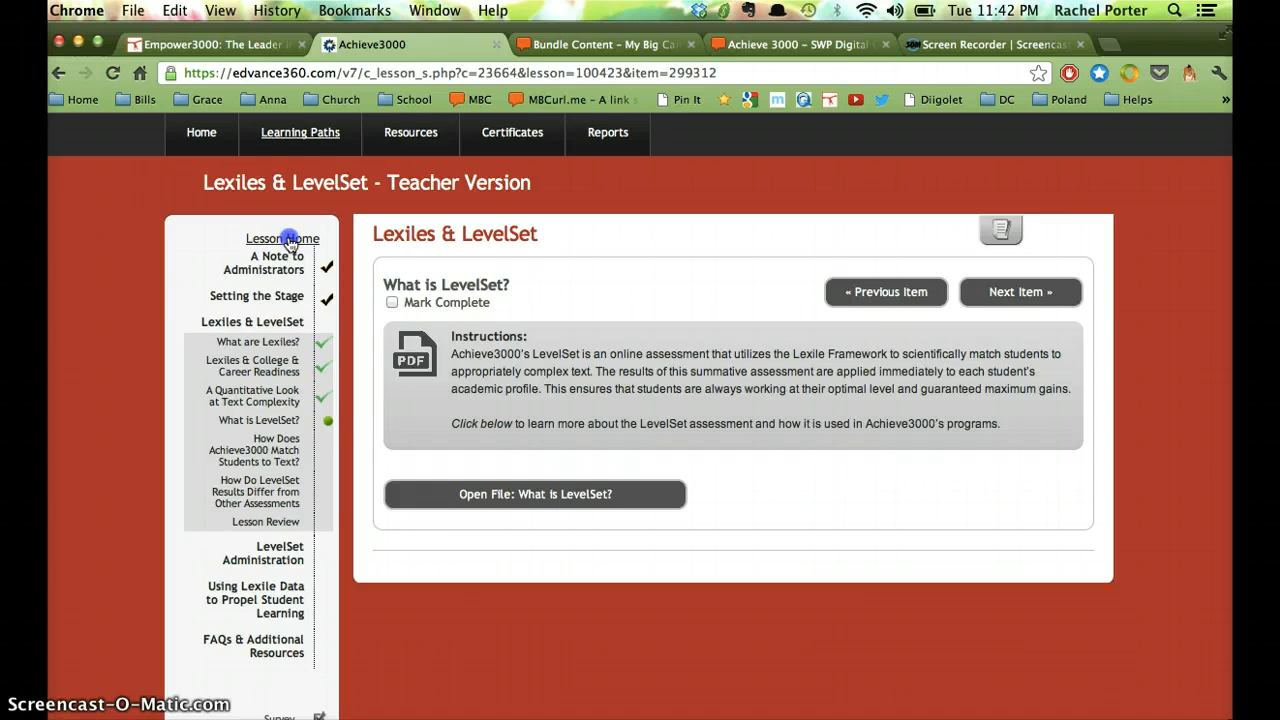 Chrome File Edit View History Bookmarks Window Help Tue 11:42 PM Rachel Porter
Empower3000: The Leader i
Achieve3000
Bundle Content - My Big Ca
Achieve 3000 - SWP Digital
Screen Recorder | Screencas
https://edvance360.com/v7/c_lesson_s.php?c=23664&lesson=100423&item=299312
Home Bills Grace Anna Church School MBC MBCurl.me - A link s Pin It Diigolet DC Poland Helps »
Home Learning Paths Resources Certificates Reports
Lexiles & LevelSet - Teacher Version
Lesson Home
A Note to
Administrators
Setting the Stage
Lexiles & LevelSet
What are Lexiles?
Lexiles & College &
Career Readiness
A Quantitative Look
at Text Complexity
What is LevelSet?
How Does
Achieve3000 Match
Students to Text?
How Do LevelSet
Results Differ from
Other Assessments
Lesson Review
LevelSet
Administration
Using Lexile Data
to Propel Student
Learning
FAQs & Additional
Resources
Survey
Lexiles & LevelSet
What is LevelSet?
Mark Complete
« Previous Item
Next Item »
PDF
Instructions:
Achieve3000's LevelSet is an online assessment that utilizes the Lexile Framework to scientifically match students to
appropriately complex text. The results of this summative assessment are applied immediately to each student's
academic profile. This ensures that students are always working at their optimal level and guaranteed maximum gains.
Click below to learn more about the LevelSet assessment and how it is used in Achieve3000's programs.
Open File: What is LevelSet?
Screencast-O-Matic.com